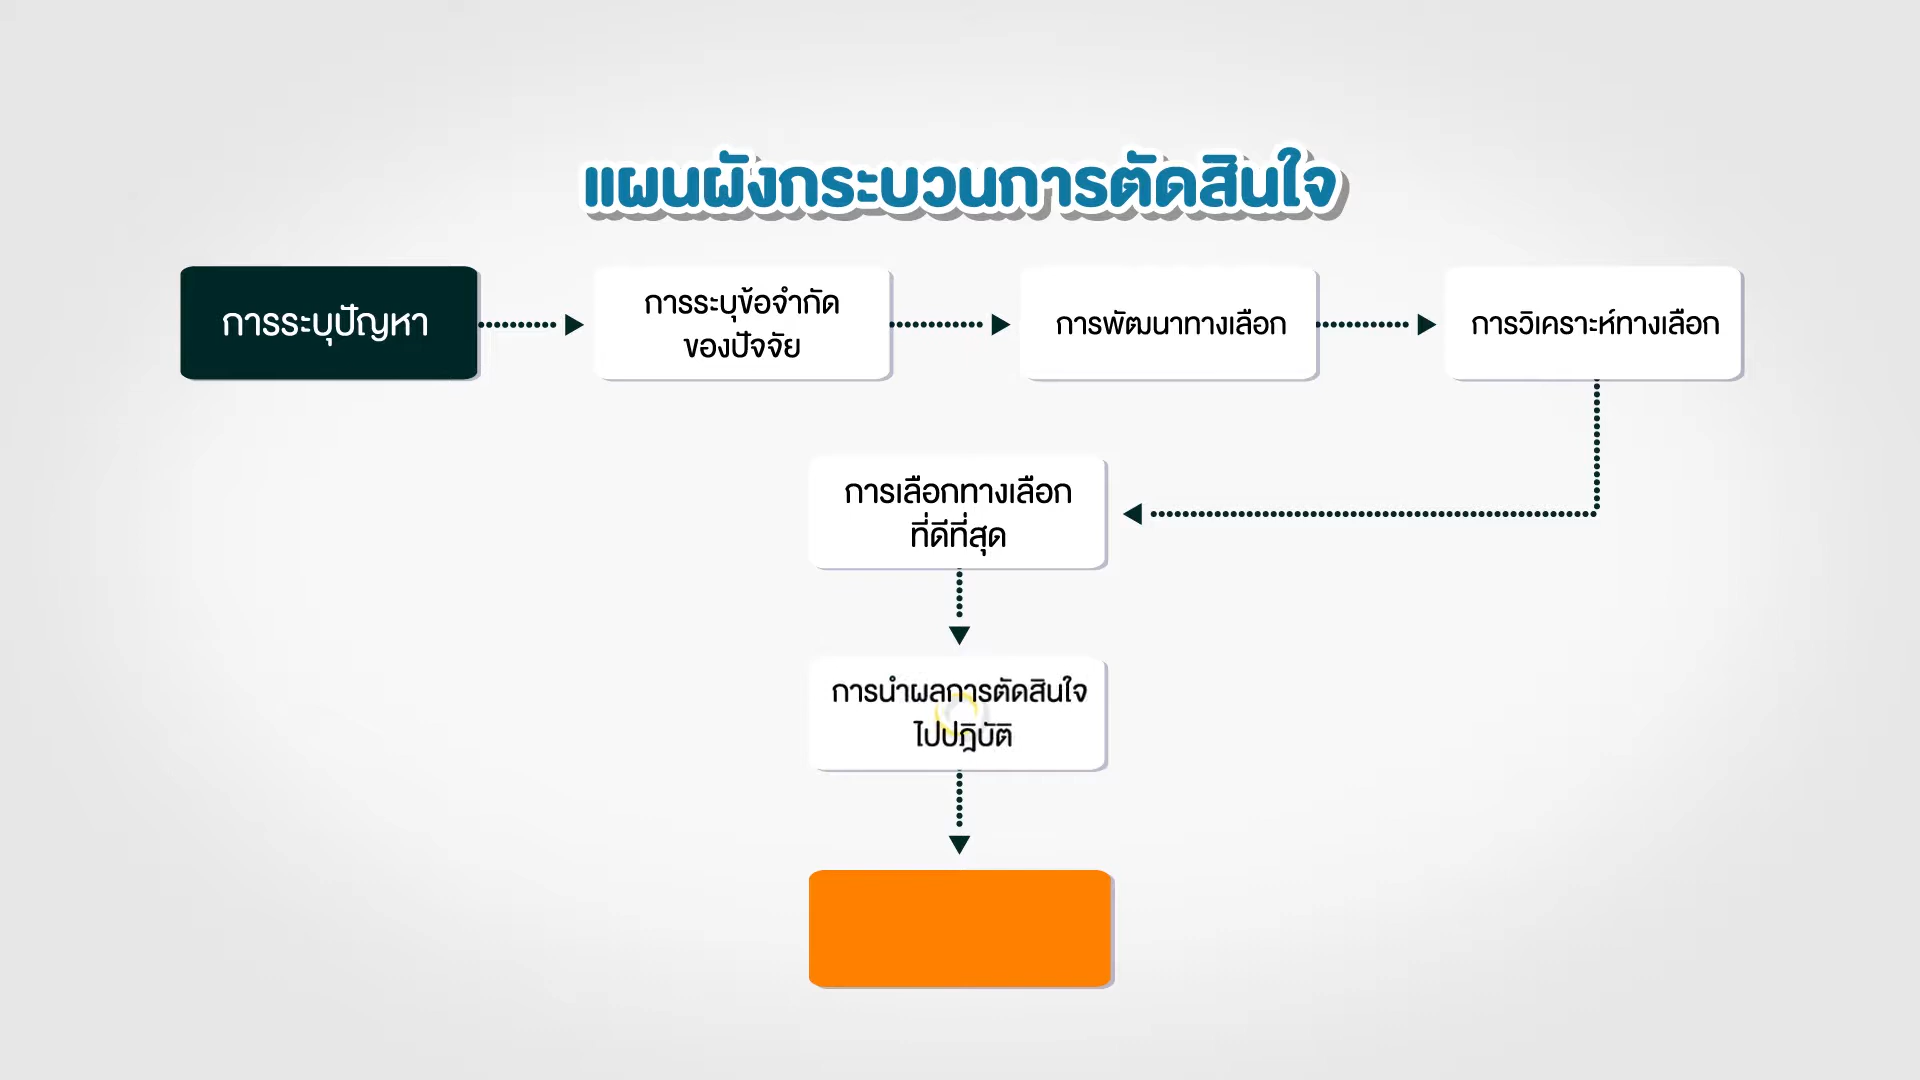 แผนผังกระบวนการตัดสินใจ
การระบุปัญหา
การระบุข้อจำกัด
ของปัจจัย
การพัฒนาทางเลือก
การวิเคราะห์ทางเลือก
การเลือกทางเลือก
ที่ดีที่สุด
การนำผลการตัดสินใจ
ไปปฎิบัติ